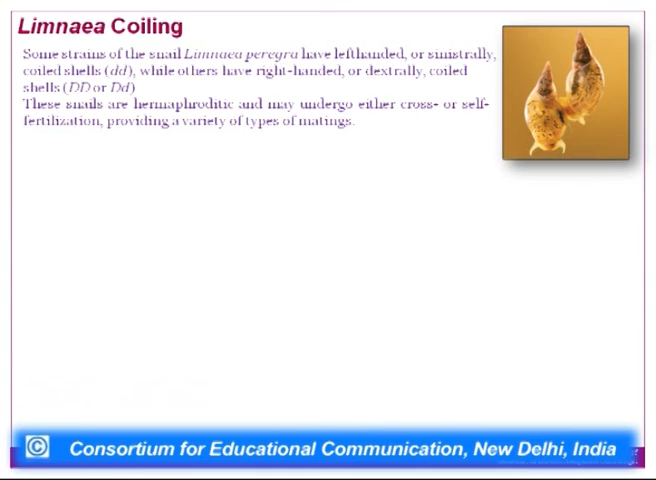 Limnaea Coiling
Some strains of the snail Limnaea peregra have lefthanded, or sinistrally,
coiled shells (dd), while others have right-handed, or dextrally, coiled
shells (DD or Dd)
These snails are hermaphroditic and may undergo either cross- or self-
fertilization, providing a variety of types of matings.
© Consortium for Educational Communication, New Delhi, India